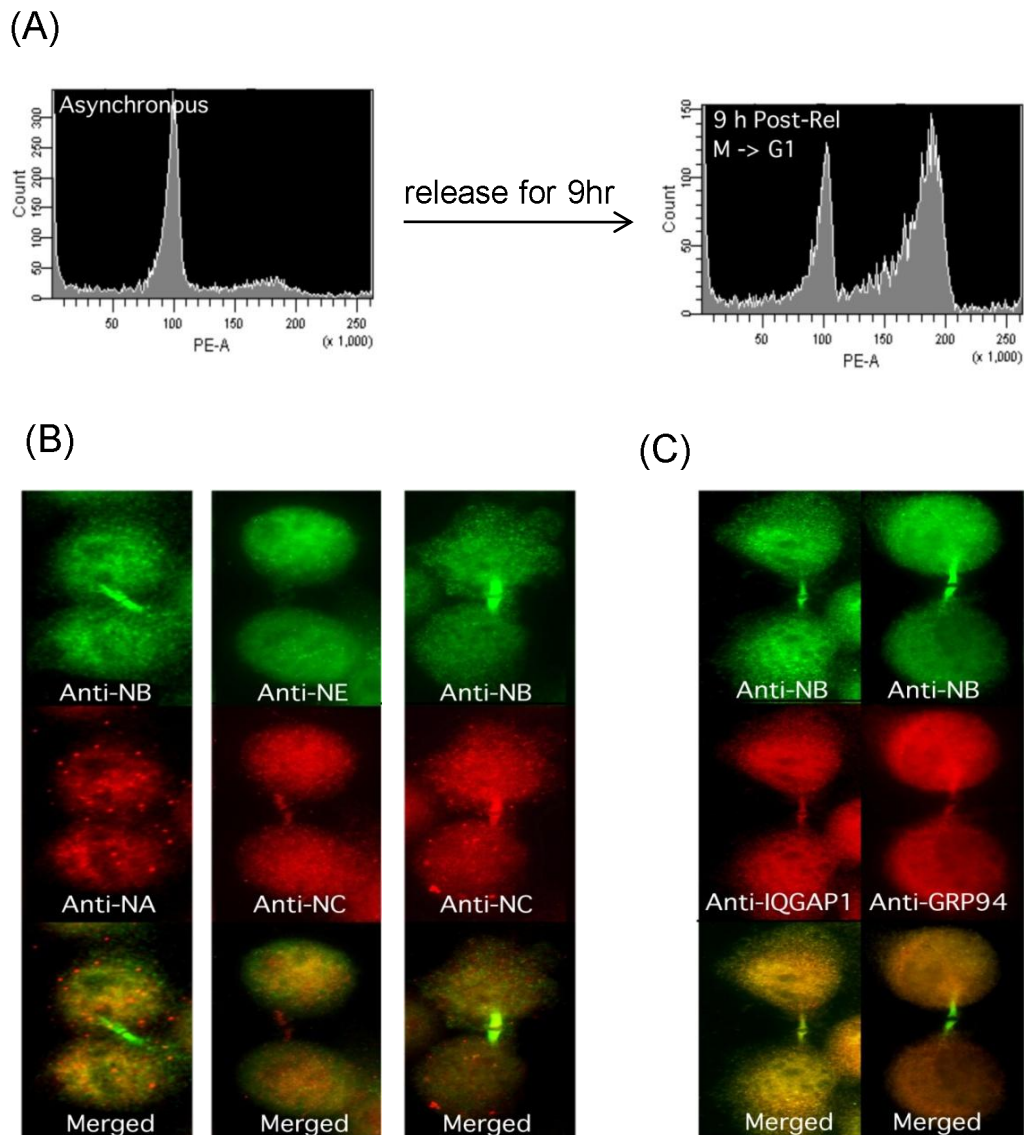 (A)
Asynchronous
Count
0 50 100 150 200 250 300
50 100 150 200 250
(x 1,000)
PE-A
release for 9hr
9 h Post-Rel
M -> G1
Count
0 50 100 150
50 100 150 200 250
(x 1,000)
PE-A
(B)
Anti-NB Anti-NE Anti-NB
Anti-NA Anti-NC Anti-NC
Merged Merged Merged
(C)
Anti-NB Anti-NB
Anti-IQGAP1 Anti-GRP94
Merged Merged